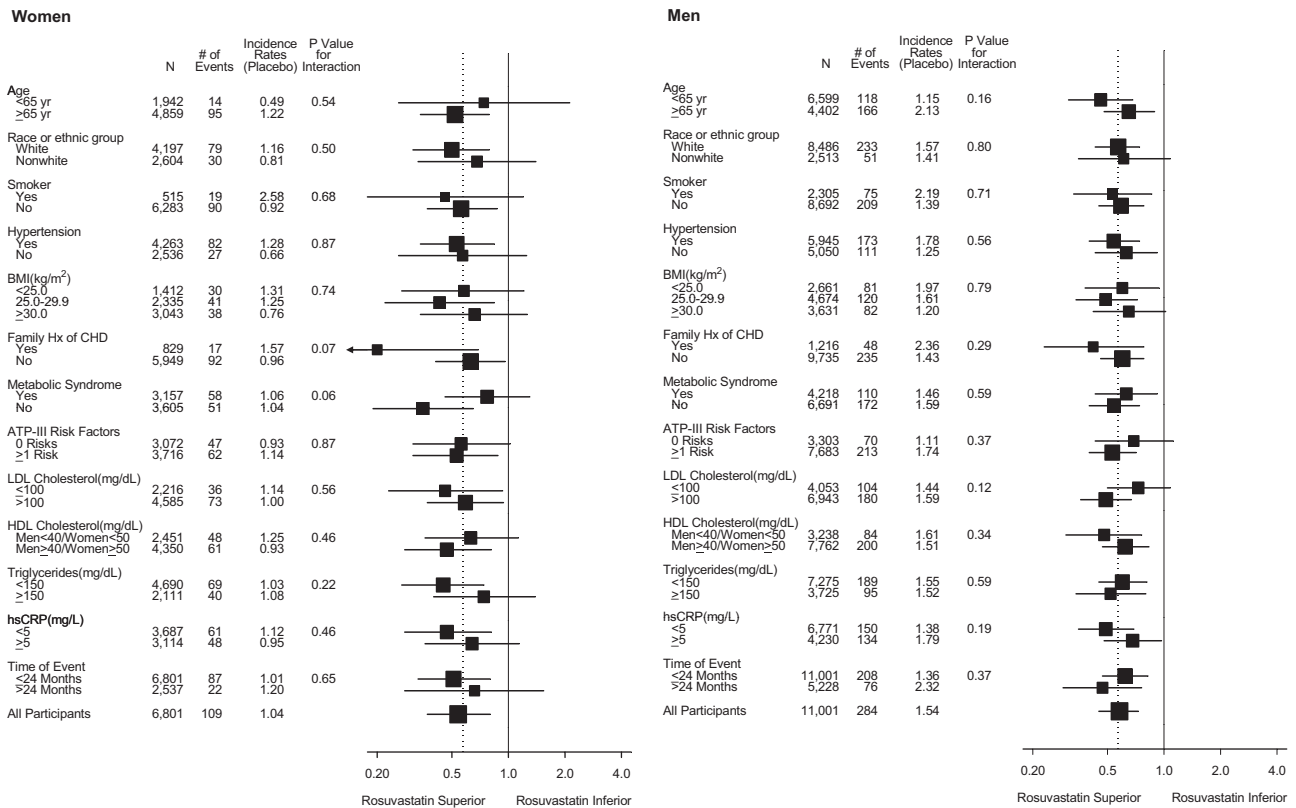 Women
N # of Events Incidence Rates (Placebo) P Value for Interaction
Age
<65 yr 1,942 14 0.49 0.54
≥65 yr 4,859 95 1.22
Race or ethnic group
White 4,197 79 1.16 0.50
Nonwhite 2,604 30 0.81
Smoker
Yes 515 19 2.58 0.68
No 6,283 90 0.92
Hypertension
Yes 4,263 82 1.28 0.87
No 2,536 27 0.66
BMI(kg/m²)
<25.0 1,412 30 1.31 0.74
25.0-29.9 2,335 41 1.25
≥30.0 3,043 38 0.76
Family Hx of CHD
Yes 829 17 1.57 0.07
No 5,949 92 0.96
Metabolic Syndrome
Yes 3,157 58 1.06 0.06
No 3,605 51 1.04
ATP-III Risk Factors
0 Risks 3,072 47 0.93 0.87
≥1 Risk 3,716 62 1.14
LDL Cholesterol(mg/dL)
<100 2,216 36 1.14 0.56
>100 4,585 73 1.00
HDL Cholesterol(mg/dL)
Men<40/Women<50 2,451 48 1.25 0.46
Men≥40/Women≥50 4,350 61 0.93
Triglycerides(mg/dL)
<150 4,690 69 1.03 0.22
≥150 2,111 40 1.08
hsCRP(mg/L)
<5 3,687 61 1.12 0.46
≥5 3,114 48 0.95
Time of Event
≤24 Months 6,801 87 1.01 0.65
>24 Months 2,537 22 1.20
All Participants 6,801 109 1.04
0.20 0.5 1.0 2.0 4.0
Rosuvastatin Superior Rosuvastatin Inferior
Men
N # of Events Incidence Rates (Placebo) P Value for Interaction
Age
<65 yr 6,599 118 1.15 0.16
≥65 yr 4,402 166 2.13
Race or ethnic group
White 8,486 233 1.57 0.80
Nonwhite 2,513 51 1.41
Smoker
Yes 2,305 75 2.19 0.71
No 8,692 209 1.39
Hypertension
Yes 5,945 173 1.78 0.56
No 5,050 111 1.25
BMI(kg/m²)
<25.0 2,661 81 1.97 0.79
25.0-29.9 4,674 120 1.61
≥30.0 3,631 82 1.20
Family Hx of CHD
Yes 1,216 48 2.36 0.29
No 9,735 235 1.43
Metabolic Syndrome
Yes 4,218 110 1.46 0.59
No 6,691 172 1.59
ATP-III Risk Factors
0 Risks 3,303 70 1.11 0.37
≥1 Risk 7,683 213 1.74
LDL Cholesterol(mg/dL)
<100 4,053 104 1.44 0.12
>100 6,943 180 1.59
HDL Cholesterol(mg/dL)
Men<40/Women<50 3,238 84 1.61 0.34
Men≥40/Women≥50 7,762 200 1.51
Triglycerides(mg/dL)
<150 7,275 189 1.55 0.59
≥150 3,725 95 1.52
hsCRP(mg/L)
<5 6,771 150 1.38 0.19
≥5 4,230 134 1.79
Time of Event
≤24 Months 11,001 208 1.36 0.37
>24 Months 5,228 76 2.32
All Participants 11,001 284 1.54
0.20 0.5 1.0 2.0 4.0
Rosuvastatin Superior Rosuvastatin Inferior